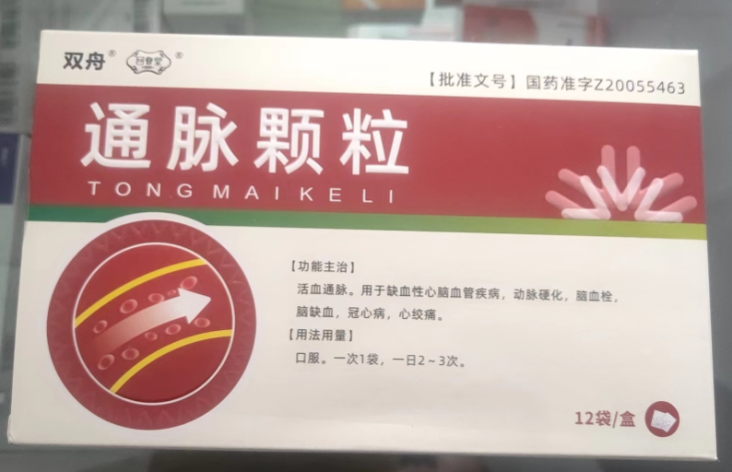 双舟®
®
【批准文号】国药准字Z20055463
通脉颗粒
TONGMAIKELI
【功能主治】
活血通脉。用于缺血性心脑血管疾病，动脉硬化，脑血栓，
脑缺血，冠心病，心绞痛。
【用法用量】
口服。一次1袋，一日2～3次。
12袋/盒